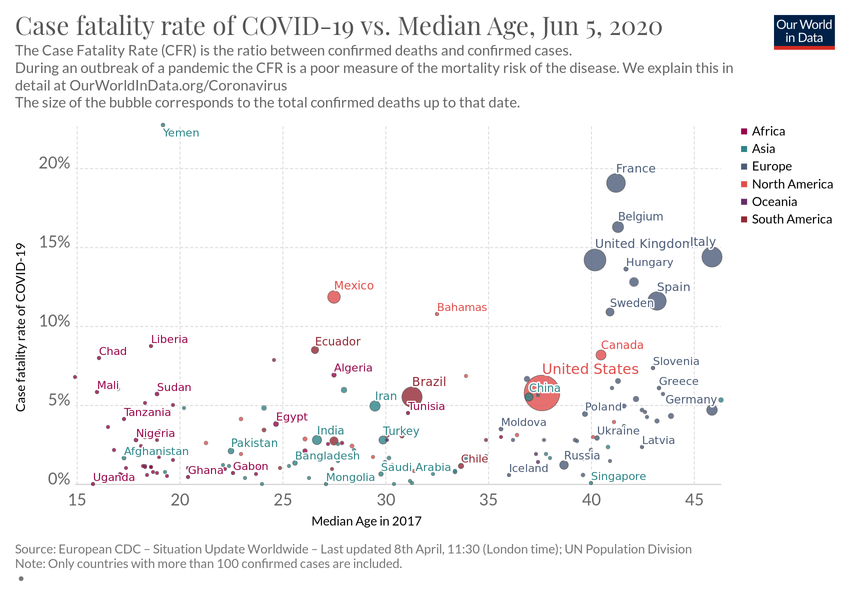 Case fatality rate of COVID-19 vs. Median Age, Jun 5, 2020
Our World
in Data
The Case Fatality Rate (CFR) is the ratio between confirmed deaths and confirmed cases.
During an outbreak of a pandemic the CFR is a poor measure of the mortality risk of the disease. We explain this in
detail at OurWorldInData.org/Coronavirus
The size of the bubble corresponds to the total confirmed deaths up to that date.
Yemen
Africa
Asia
Europe
North America
Oceania
South America
20%
France
Belgium
15%
United Kingdom
Italy
Hungary
Mexico
Spain
Sweden
Bahamas
10%
Liberia
Ecuador
Canada
Chad
Slovenia
Algeria
United States
Mali
Sudan
Brazil
China
Greece
5%
Iran
Tunisia
Poland
Germany
Tanzania
Egypt
Nigeria
India
Turkey
Moldova
Ukraine
Latvia
Afghanistan
Pakistan
Bangladesh
Chile
Russia
Uganda
Ghana
Gabon
Mongolia
Saudi Arabia
Iceland
Singapore
0%
15
20
25
30
35
40
45
Case fatality rate of COVID-19
Median Age in 2017
Source: European CDC – Situation Update Worldwide – Last updated 8th April, 11:30 (London time); UN Population Division
Note: Only countries with more than 100 confirmed cases are included.